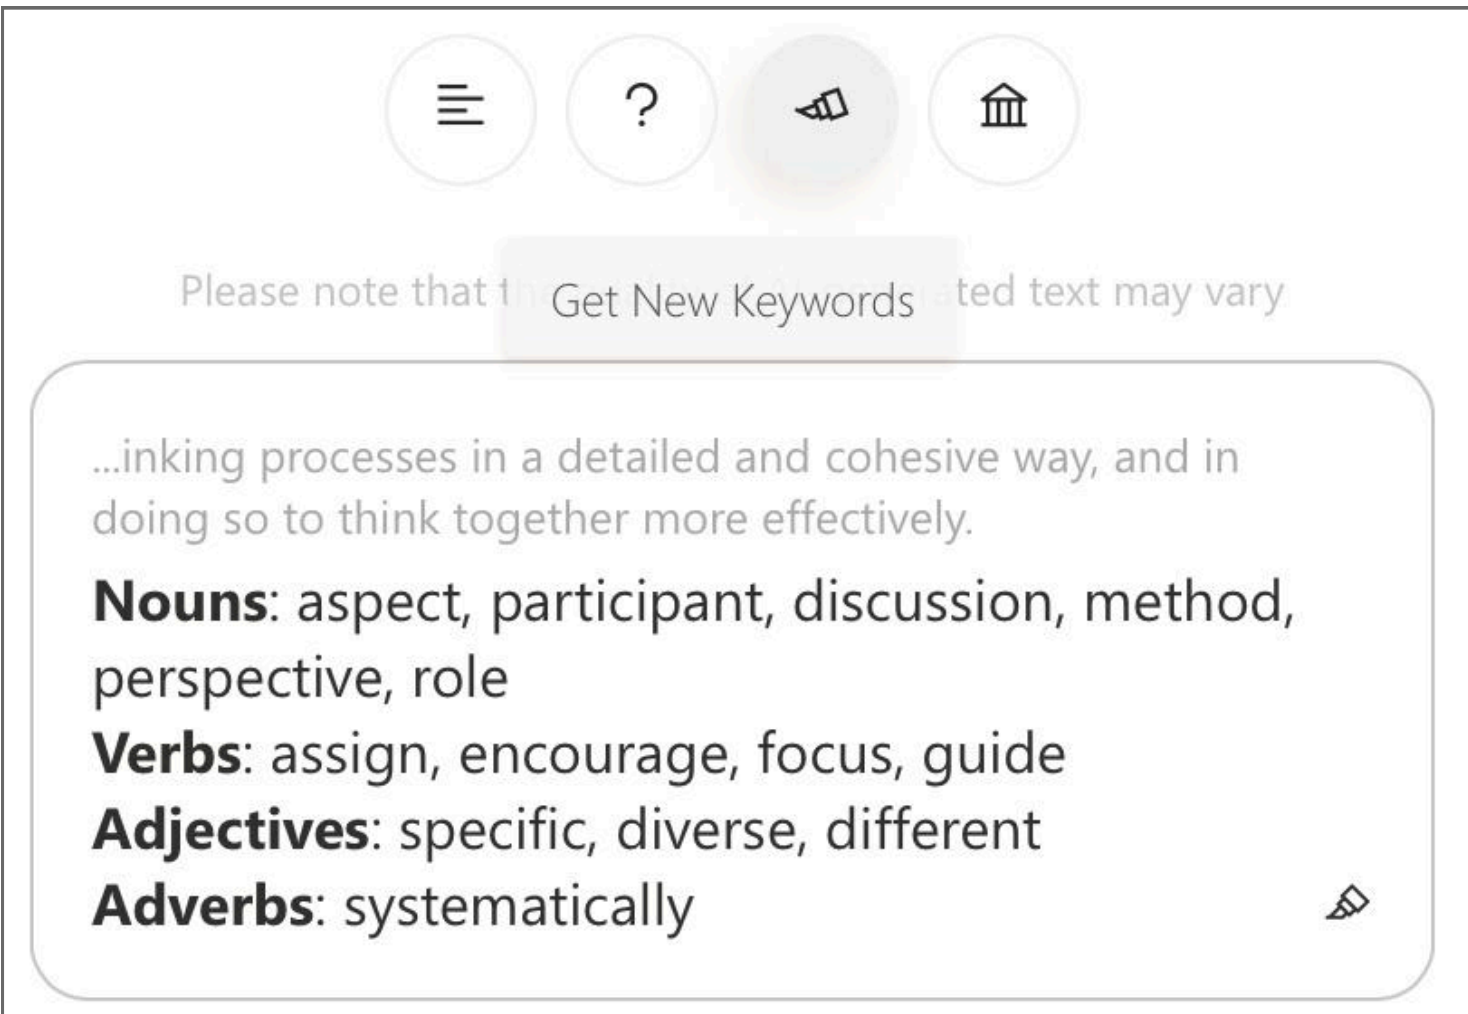 ?
Please note that ted text may vary
Get New Keywords
...inking processes in a detailed and cohesive way, and in
doing so to think together more effectively.
Nouns: aspect, participant, discussion, method,
perspective, role
Verbs: assign, encourage, focus, guide
Adjectives: specific, diverse, different
Adverbs: systematically